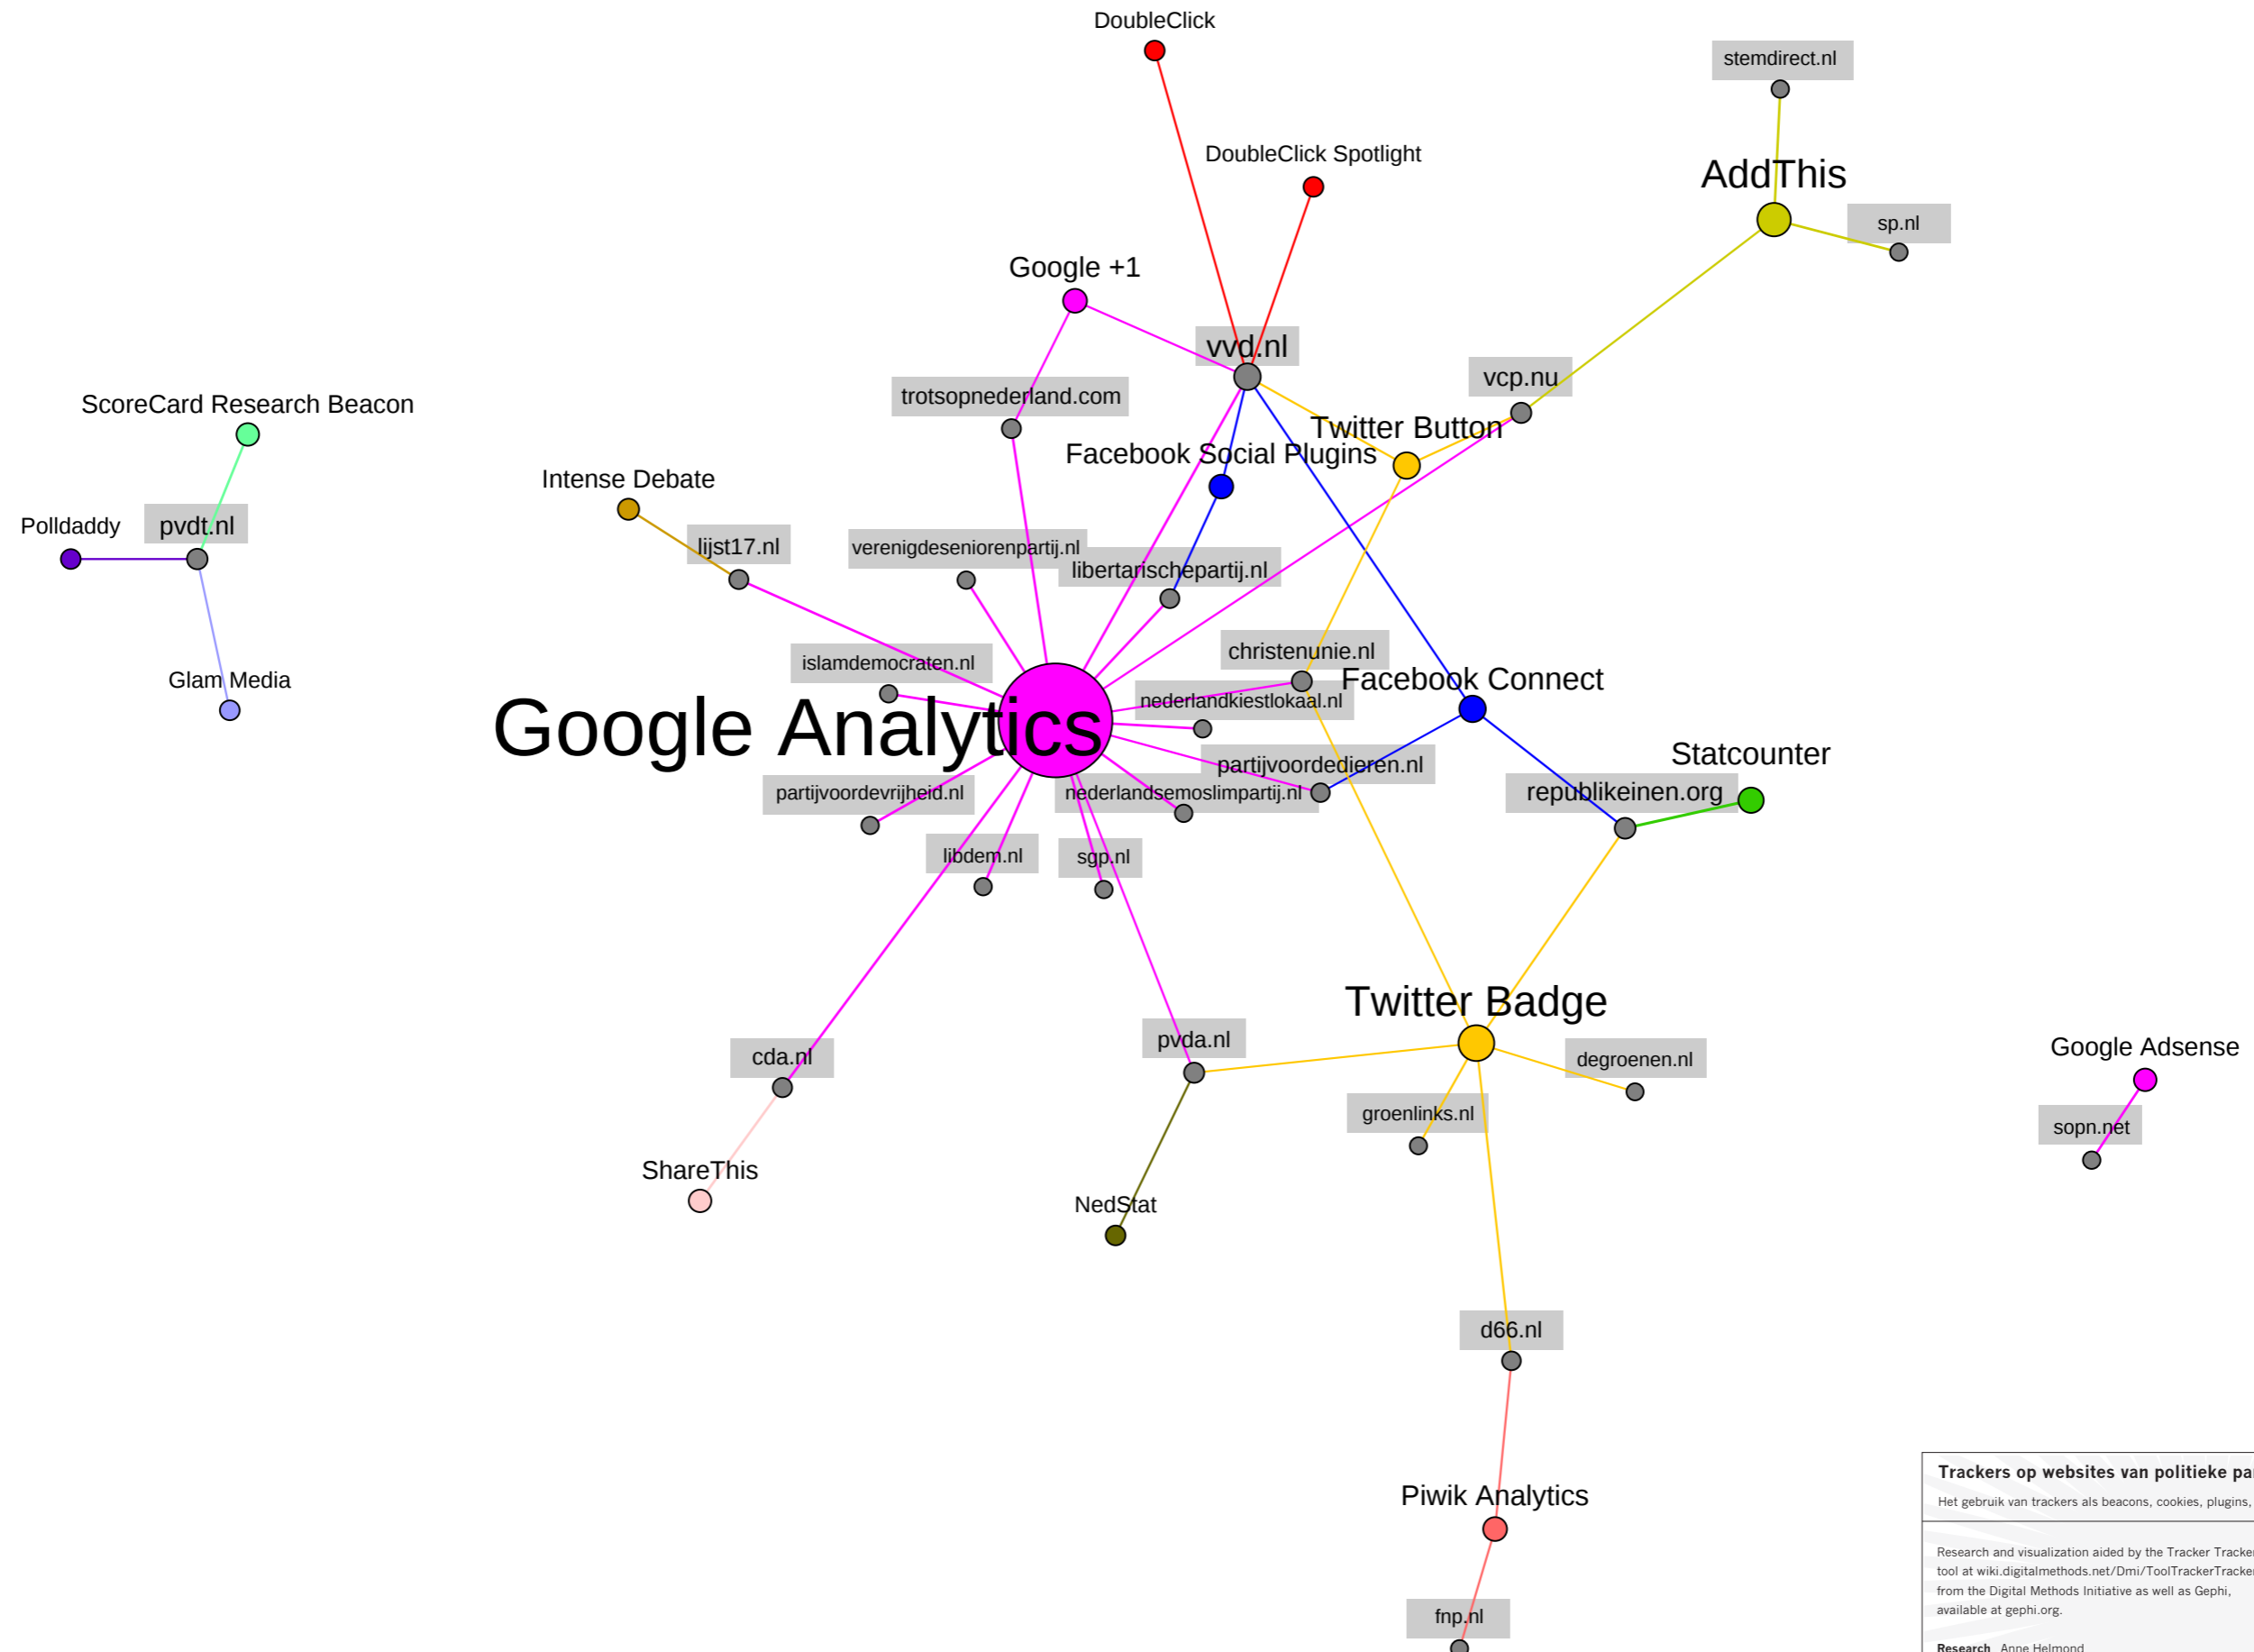 DoubleClick
stemdirect.nl
DoubleClick Spotlight
AddThis
sp.nl
Google +1
vvd.nl
vcp.nu
trotsopnederland.com
ScoreCard Research Beacon
Twitter Button
Facebook Social Plugins
Intense Debate
Polldaddy
pvdt.nl
lijst17.nl
verenigdeseniorenpartij.nl
libertarischepartij.nl
christenunie.nl
islamdemocraten.nl
Glam Media
Facebook Connect
nederlandkiestlokaal.nl
Google Analytics
Statcounter
partijvoordedieren.nl
partijvoordevrijheid.nl
nederlandsemoslimpartij.nl
republikeinen.org
libdem.nl
sgp.nl
Twitter Badge
pvda.nl
Google Adsense
cda.nl
degroenen.nl
groenlinks.nl
sopn.net
ShareThis
NedStat
d66.nl
Piwik Analytics
fnp.nl
Trackers op websites van politieke
Het gebruik van trackers als beacons, cookies, plugins,
Research and visualization aided by the Tracker Tracker
tool at wiki.digitalmethods.net/Dmi/ToolTrackerTracker
from the Digital Methods Initiative as well as Gephi,
available at gephi.org.
Research Anne Helmond